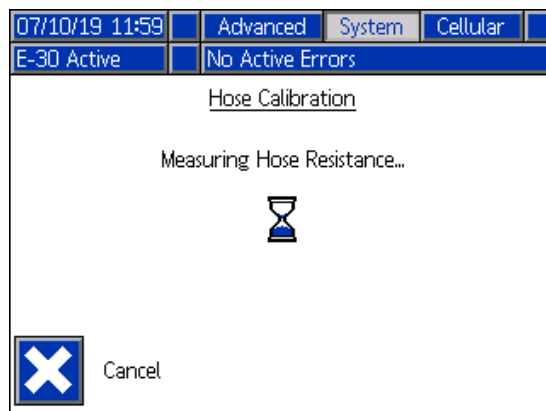 07/10/19 11:59 Advanced System Cellular
E-30 Active No Active Errors
Hose Calibration
Measuring Hose Resistance...
Cancel